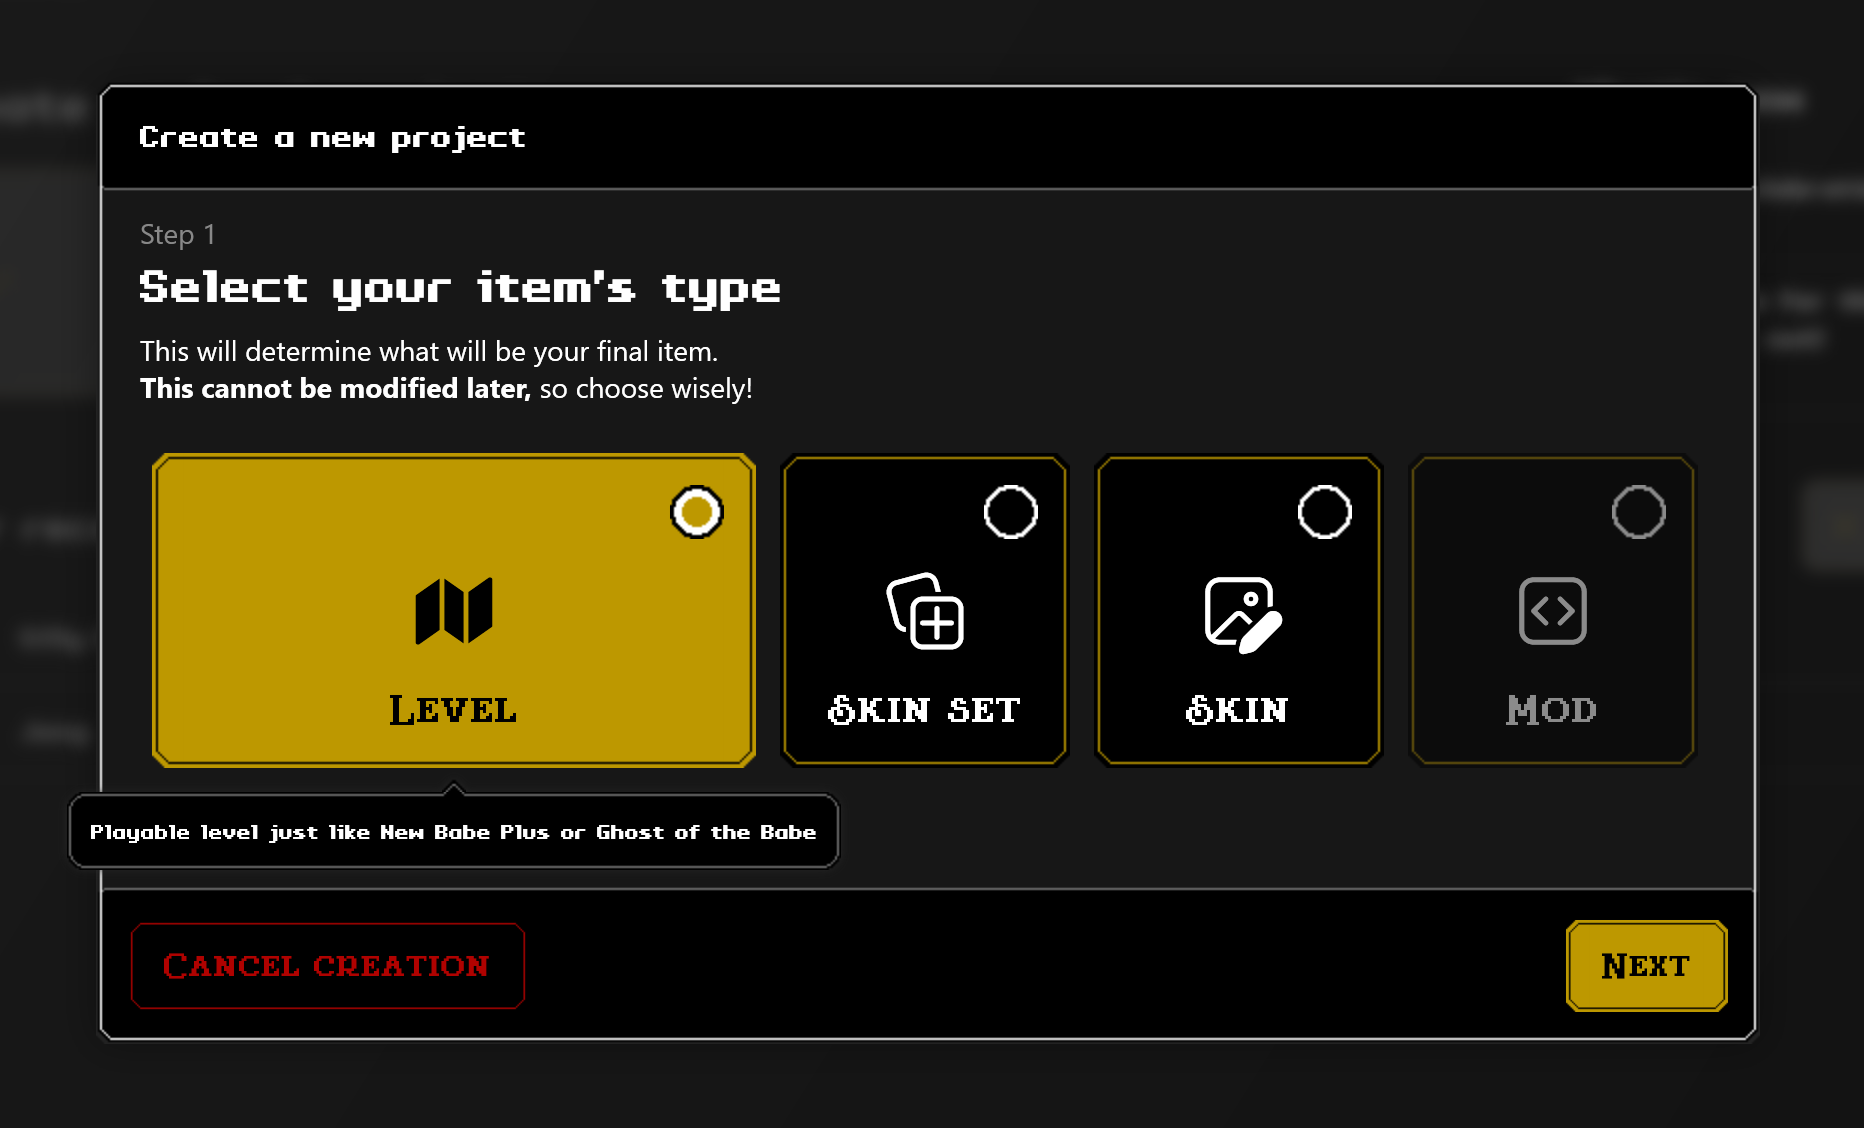 Create a new project
Step 1
Select your item's type
This will determine what will be your final item.
This cannot be modified later, so choose wisely!
Level
Skin set
Skin
Mod
Playable level just like New Babe Plus or Ghost of the Babe
Cancel creation
Next